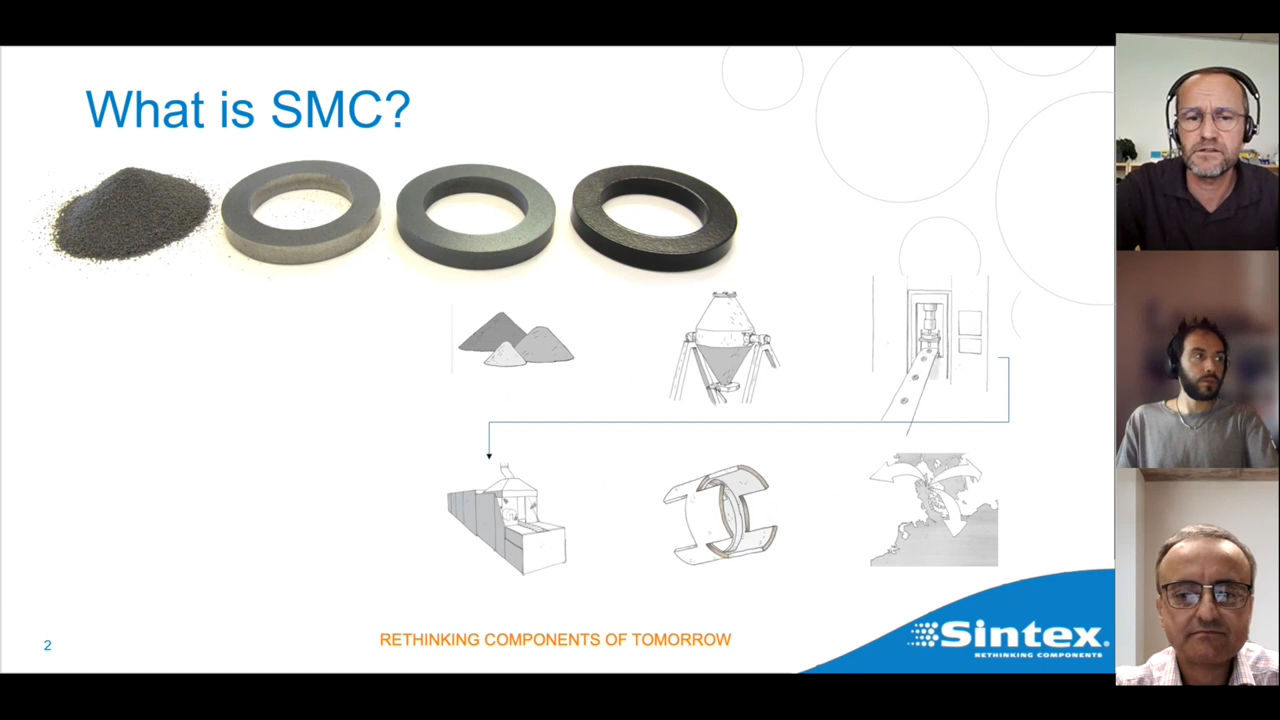 What is SMC?
2
RETHINKING COMPONENTS OF TOMORROW
Sintex®
RETHINKING COMPONENTS